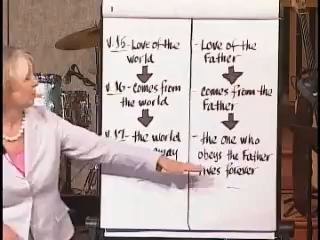 v. 15 - Love of the
world
v. 16 - comes from
the world
v. 17 - the world
away
- Love of the
Father
- comes from the
Father
- the one who
obeys the Father
lives forever